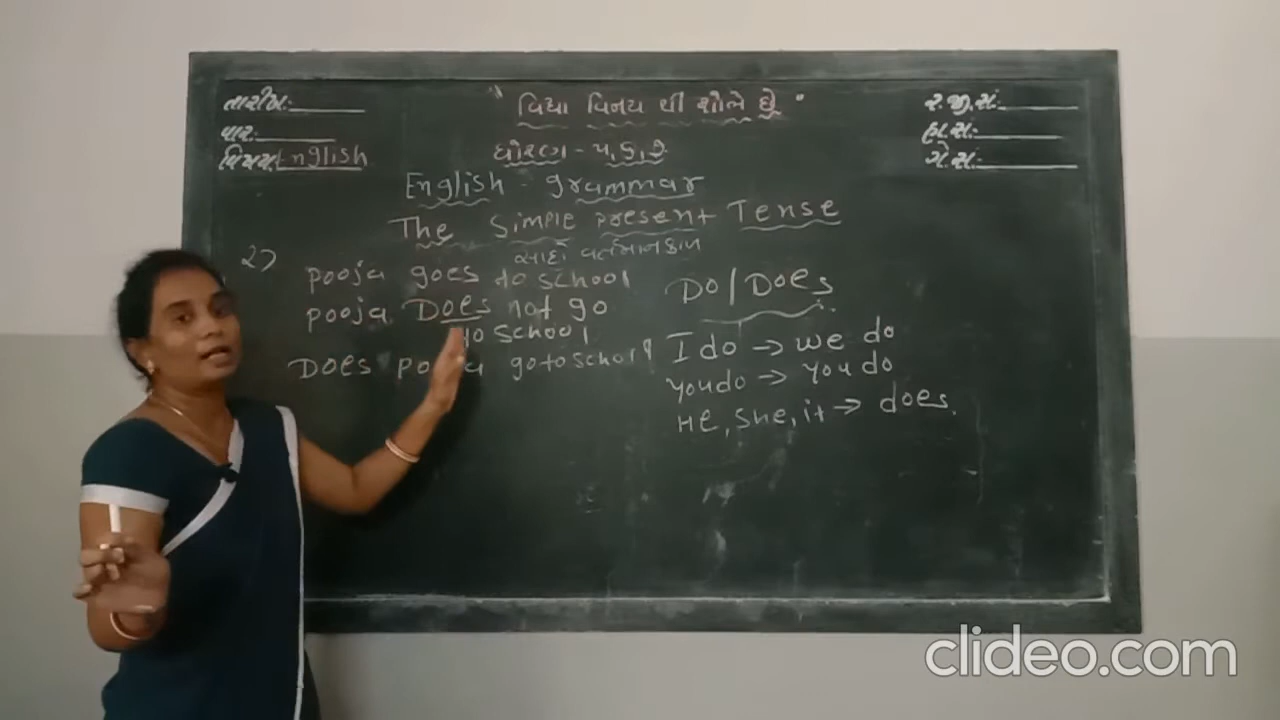 " વિદ્યા વિનય થી શોભે છે "
તારીખ:
વાર:
વિષય: English
ર.જી.સં:
હા.સં:
ગે.સં:
ધોરણ - ૫,૬,૭
English - grammar
The Simple present Tense
સાદો વર્તમાનકાળ
2)
pooja goes to school
pooja Does not go
to school
Does pooja go to school?
Do/Does
I do → we do
you do → you do
He, She, it → does.
clideo.com